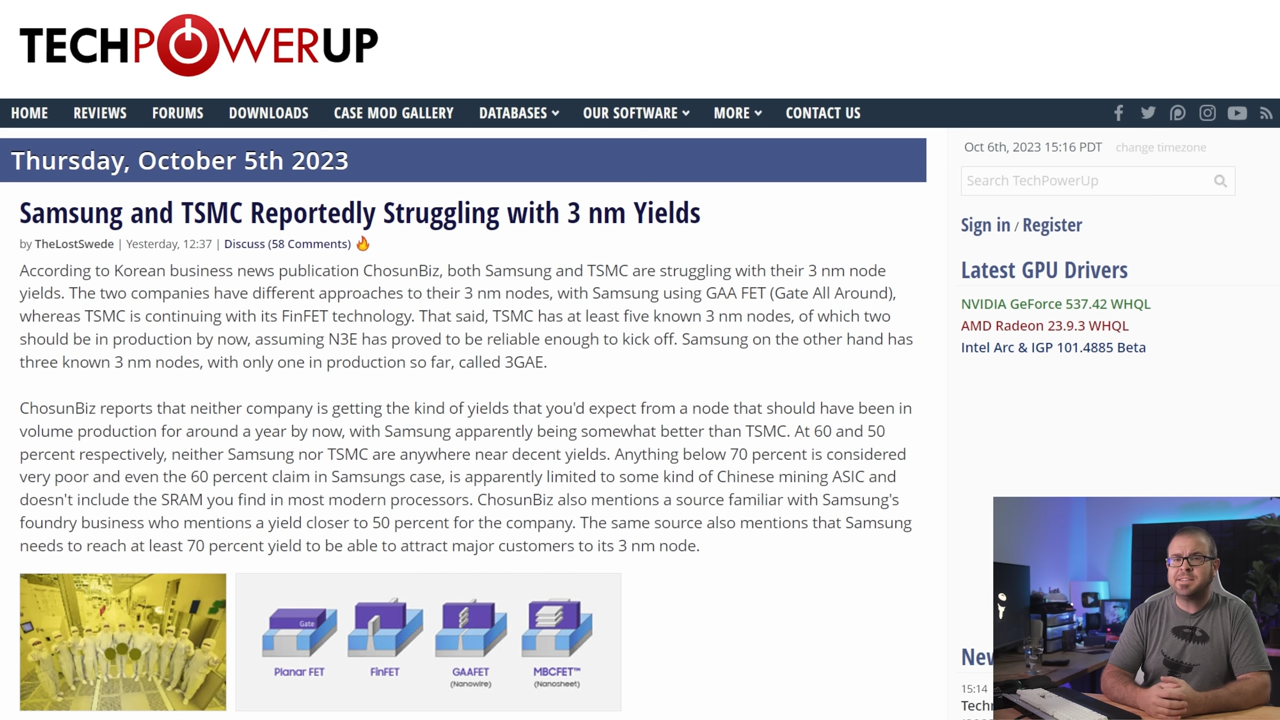 TECHPOWERUP
HOME REVIEWS FORUMS DOWNLOADS CASE MOD GALLERY DATABASES OUR SOFTWARE MORE CONTACT US
Thursday, October 5th 2023
Oct 6th, 2023 15:16 PDT change timezone
Search TechPowerUp
Samsung and TSMC Reportedly Struggling with 3 nm Yields
by TheLostSwede | Yesterday, 12:37 | Discuss (58 Comments)
According to Korean business news publication ChosunBiz, both Samsung and TSMC are struggling with their 3 nm node
yields. The two companies have different approaches to their 3 nm nodes, with Samsung using GAA FET (Gate All Around),
whereas TSMC is continuing with its FinFET technology. That said, TSMC has at least five known 3 nm nodes, of which two
should be in production by now, assuming N3E has proved to be reliable enough to kick off. Samsung on the other hand has
three known 3 nm nodes, with only one in production so far, called 3GAE.
ChosunBiz reports that neither company is getting the kind of yields that you'd expect from a node that should have been in
volume production for around a year by now, with Samsung apparently being somewhat better than TSMC. At 60 and 50
percent respectively, neither Samsung nor TSMC are anywhere near decent yields. Anything below 70 percent is considered
very poor and even the 60 percent claim in Samsungs case, is apparently limited to some kind of Chinese mining ASIC and
doesn't include the SRAM you find in most modern processors. ChosunBiz also mentions a source familiar with Samsung's
foundry business who mentions a yield closer to 50 percent for the company. The same source also mentions that Samsung
needs to reach at least 70 percent yield to be able to attract major customers to its 3 nm node.
Gate
Planar FET FinFET GAAFET MBCFET™
(Nanowire) (Nanosheet)
Sign in / Register
Latest GPU Drivers
NVIDIA GeForce 537.42 WHQL
AMD Radeon 23.9.3 WHQL
Intel Arc & IGP 101.4885 Beta
15:14